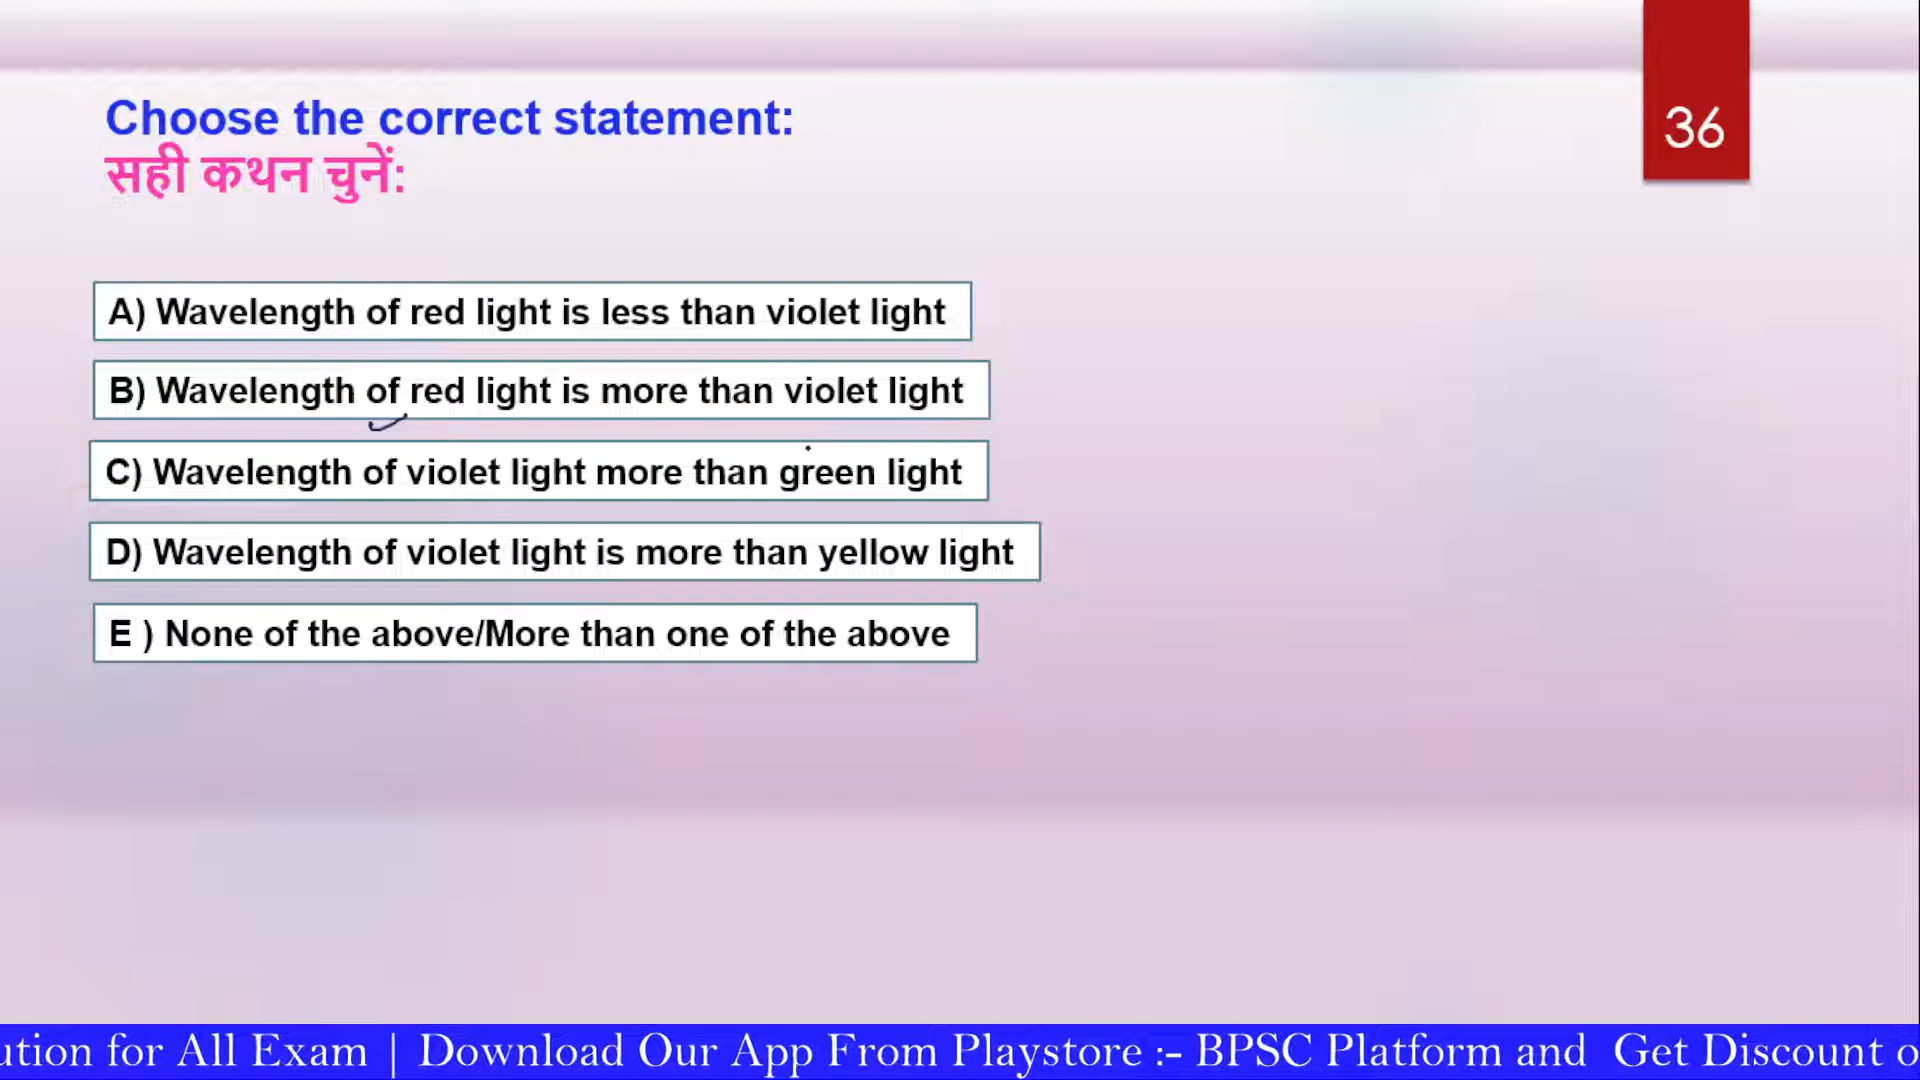 Choose the correct statement:
सही कथन चुनें:
36
A) Wavelength of red light is less than violet light
B) Wavelength of red light is more than violet light
C) Wavelength of violet light more than green light
D) Wavelength of violet light is more than yellow light
E ) None of the above/More than one of the above
ution for All Exam | Download Our App From Playstore :- BPSC Platform and Get Discount o